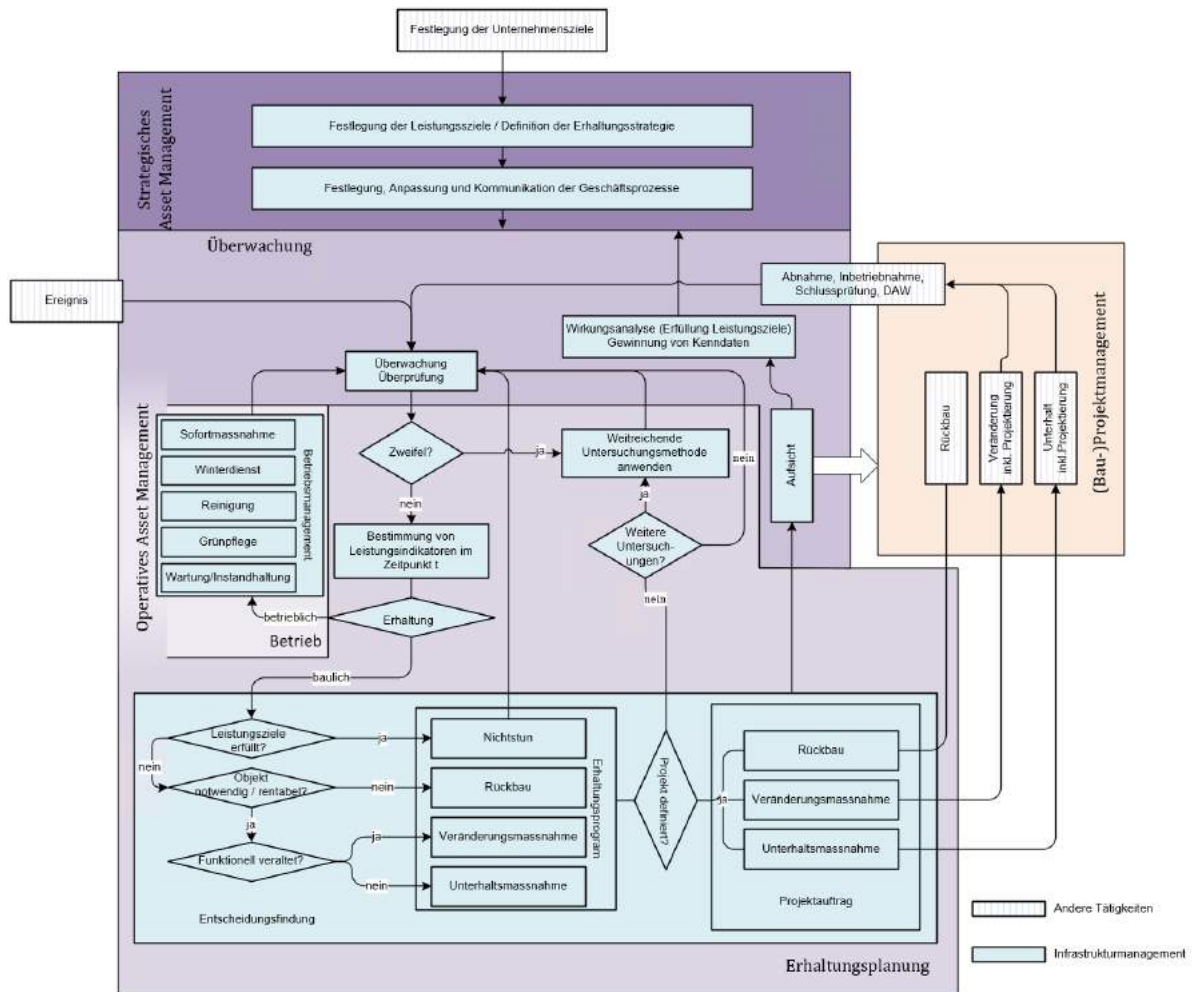 Festlegung der Unternehmensziele
Strategisches
Asset Management
Festlegung der Leistungssziele / Definition der Erhaltungsstrategie
Festlegung, Anpassung und Kommunikation der Geschäftsprozesse
Überwachung
Ereignis
Abnahme, Inbetriebnahme,
Schlussprüfung, DAW
Wirkungsanalyse (Erfüllung Leistungsziele)
Gewinnung von Kenndaten
(Bau-)Projektmanagement
Rückbau
Veränderung
inkl. Projektierung
Unterhalt
inkl.Projektierung
Überwachung
Überprüfung
Operatives Asset Management
Sofortmassnahme
Winterdienst
Reinigung
Grünpflege
Wartung/Instandhaltung
Betriebsmanagement
Betrieb
Zweifel?
ja
Weitreichende
Untersuchungsmethode
anwenden
nein
Aufsicht
nein
ja
Bestimmung von
Leistungsindikatoren im
Zeitpunkt t
Weitere
Untersuch-
ungen?
nein
betrieblich
Erhaltung
baulich
Leistungsziele
erfüllt?
ja
Nichtstun
nein
Objekt
notwendig / rentabel?
nein
Rückbau
ja
Funktionell veraltet?
ja
Veränderungsmassnahme
nein
Unterhaltsmassnahme
Erhaltungsprogram
Projekt definiert?
ja
Rückbau
Veränderungsmassnahme
Unterhaltsmassnahme
Projektauftrag
Entscheidungsfindung
Erhaltungsplanung
Andere Tätigkeiten
Infrastrukturmanagement